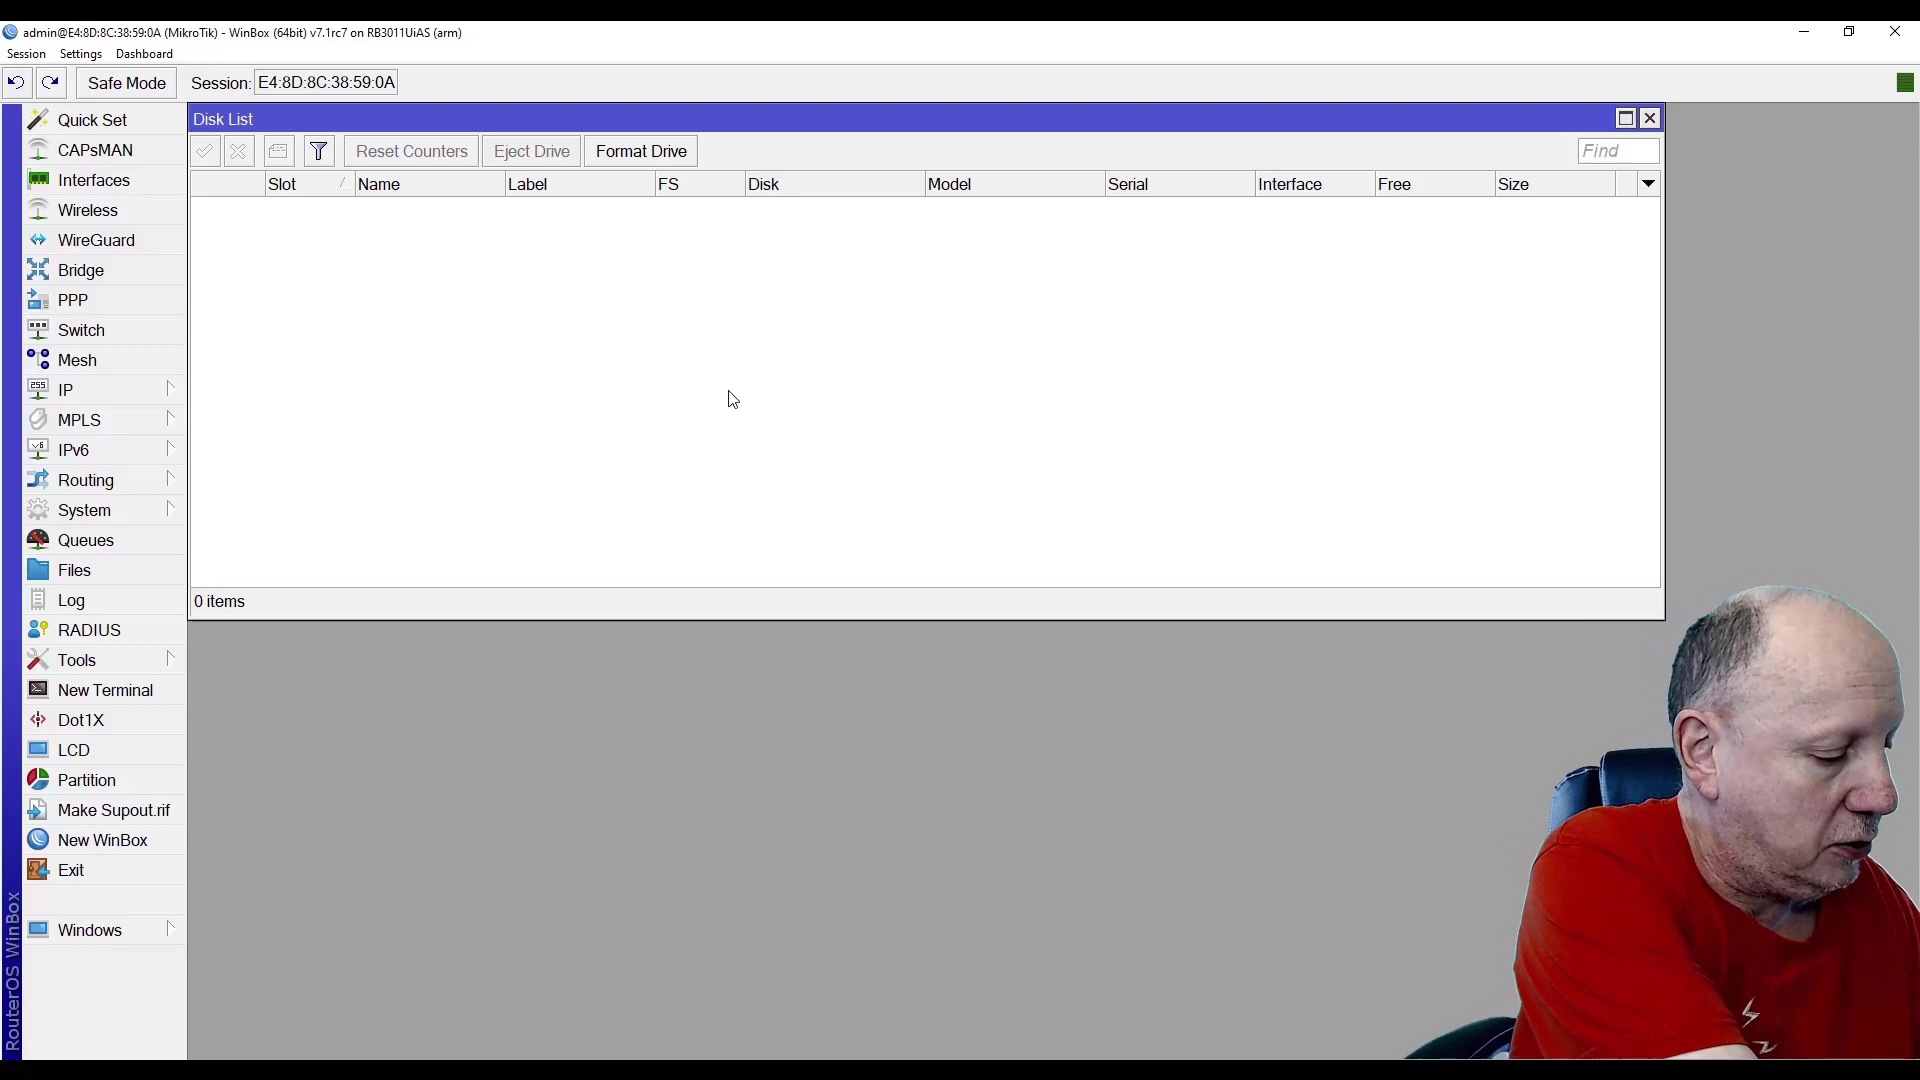 admin@E4:8D:8C:38:59:0A (MikroTik) - WinBox (64bit) v7.1rc7 on RB3011UiAS (arm)
Session Settings Dashboard
Safe Mode Session: E4:8D:8C:38:59:0A
Quick Set
CAPsMAN
Interfaces
Wireless
WireGuard
Bridge
PPP
Switch
Mesh
IP
MPLS
IPv6
Routing
System
Queues
Files
Log
RADIUS
Tools
New Terminal
Dot1X
LCD
Partition
Make Supout.rif
New WinBox
Exit
Windows
RouterOS WinBox
Disk List
Reset Counters Eject Drive Format Drive Find
Slot Name Label FS Disk Model Serial Interface Free Size
0 items